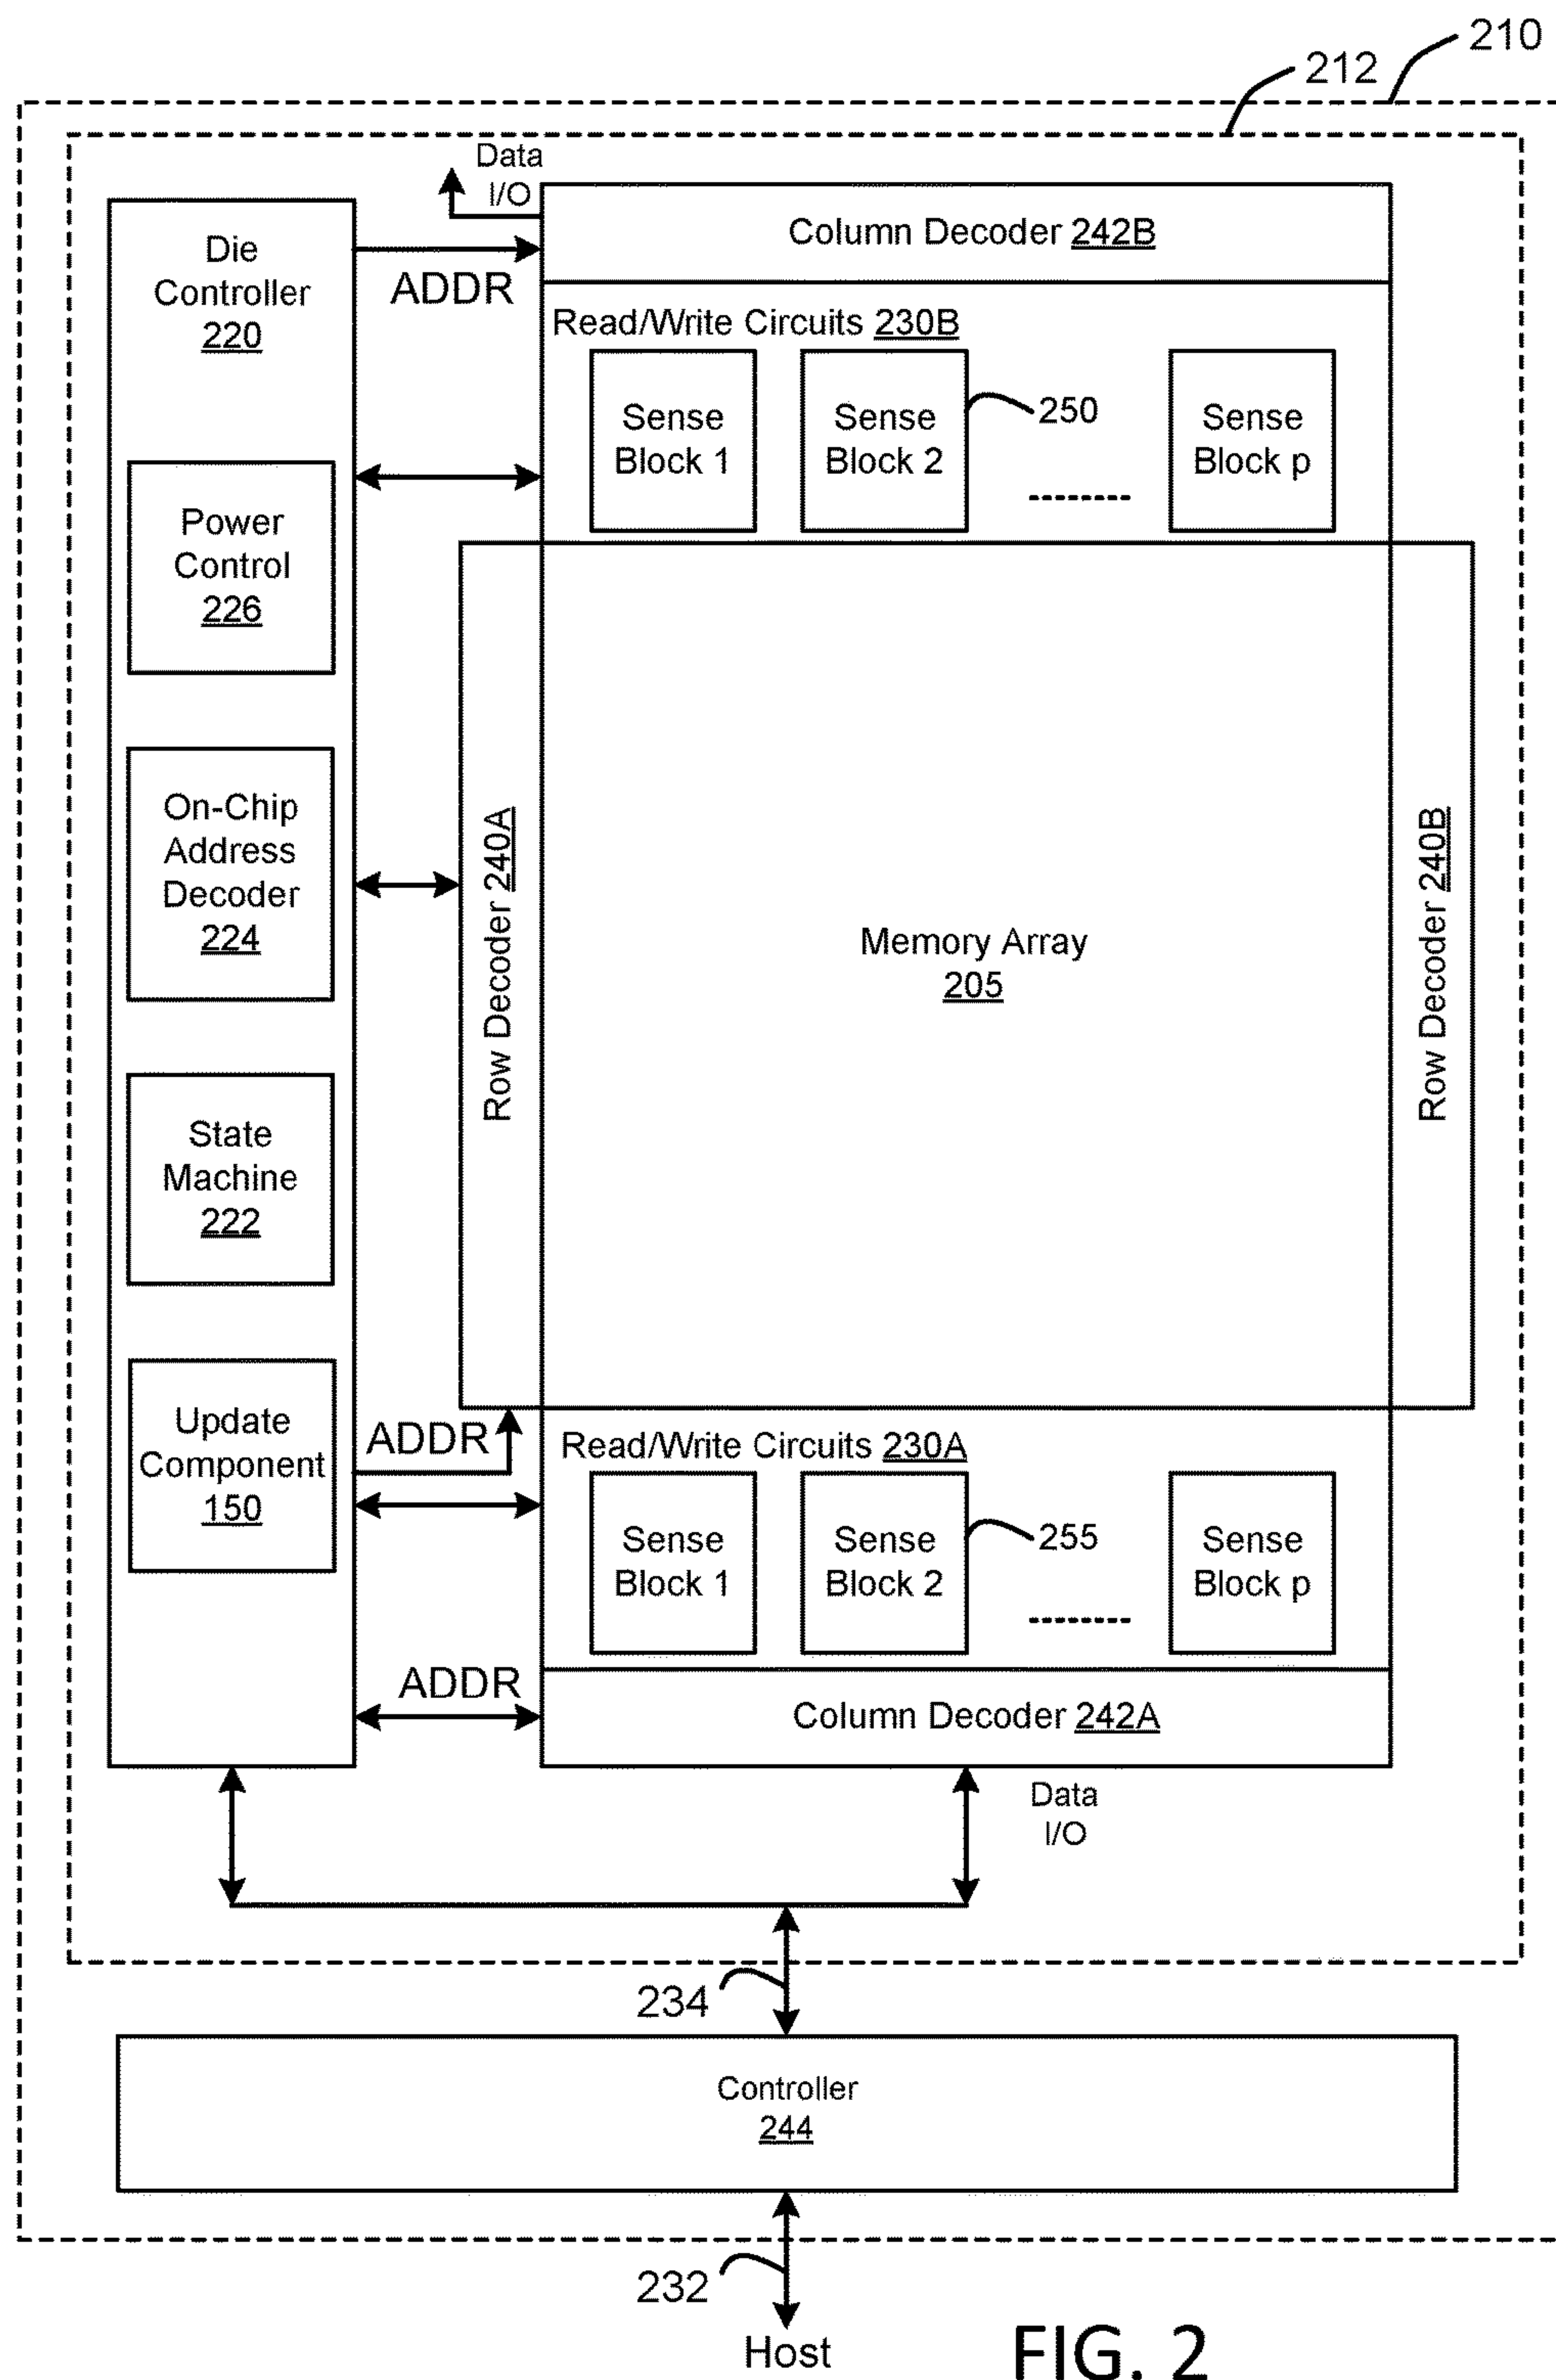 210
212
Data
I/O
Die
Controller
220
ADDR
Column Decoder 242B
Read/Write Circuits 230B
Sense
Block 1
Sense
Block 2
250
Sense
Block p
Power
Control
226
On-Chip
Address
Decoder
224
State
Machine
222
Update
Component
150
Row Decoder 240A
Memory Array
205
Row Decoder 240B
ADDR
Read/Write Circuits 230A
Sense
Block 1
Sense
Block 2
255
Sense
Block p
ADDR
Column Decoder 242A
Data
I/O
234
Controller
244
232
Host
FIG. 2